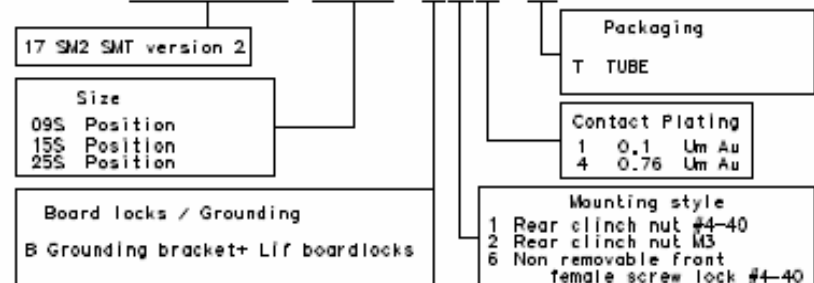 17 SM2 SMT version 2
Size
09S Position
15S Position
25S Position
Board locks / Grounding
B Grounding bracket+ Lif boardlocks
Packaging
T TUBE
Contact Plating
1 0.1 Um Au
4 0.76 Um Au
Mounting style
1 Rear clinch nut #4-40
2 Rear clinch nut M3
6 Non removable front
female screw lock #4-40